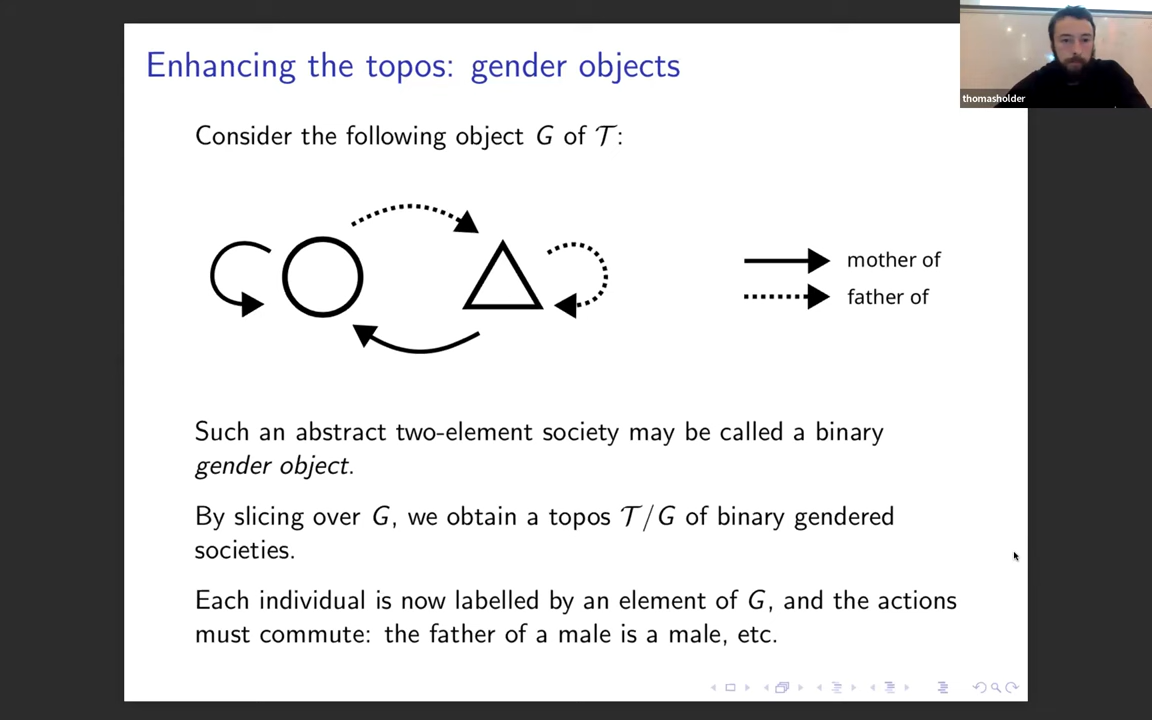 Enhancing the topos: gender objects
thomasholder
Consider the following object G of 𝒯:
mother of
father of
Such an abstract two-element society may be called a binary
gender object.
By slicing over G, we obtain a topos 𝒯/G of binary gendered
societies.
Each individual is now labelled by an element of G, and the actions
must commute: the father of a male is a male, etc.